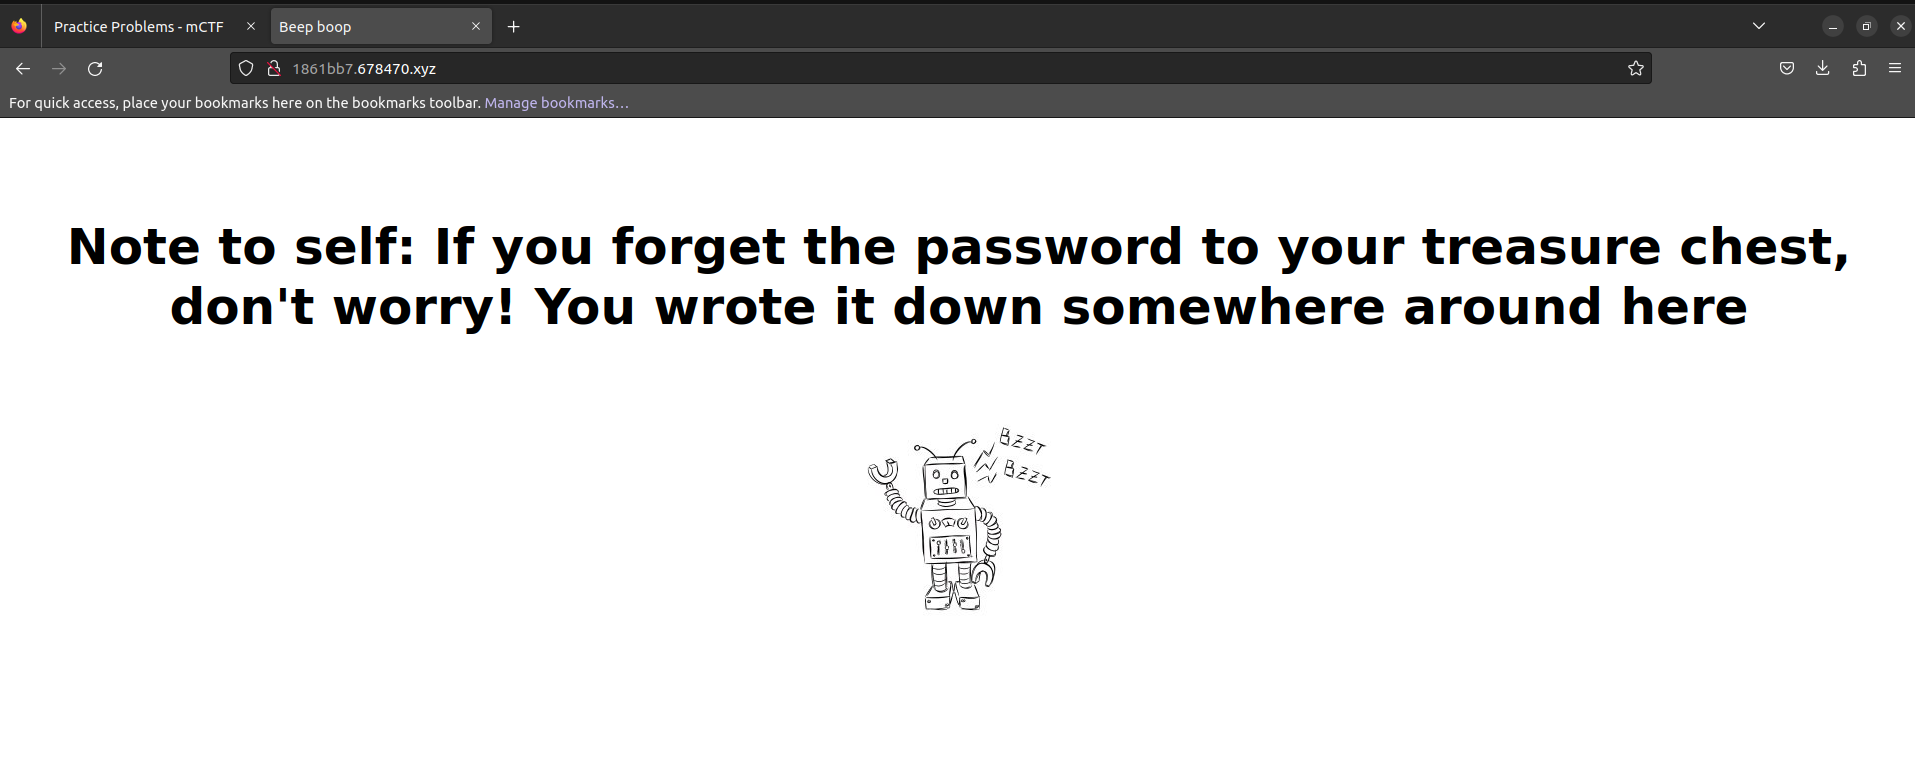 Practice Problems - mCTF
Beep boop
1861bb7.678470.xyz
For quick access, place your bookmarks here on the bookmarks toolbar. Manage bookmarks…
Note to self: If you forget the password to your treasure chest,
don't worry! You wrote it down somewhere around here
BZZT
BZZT